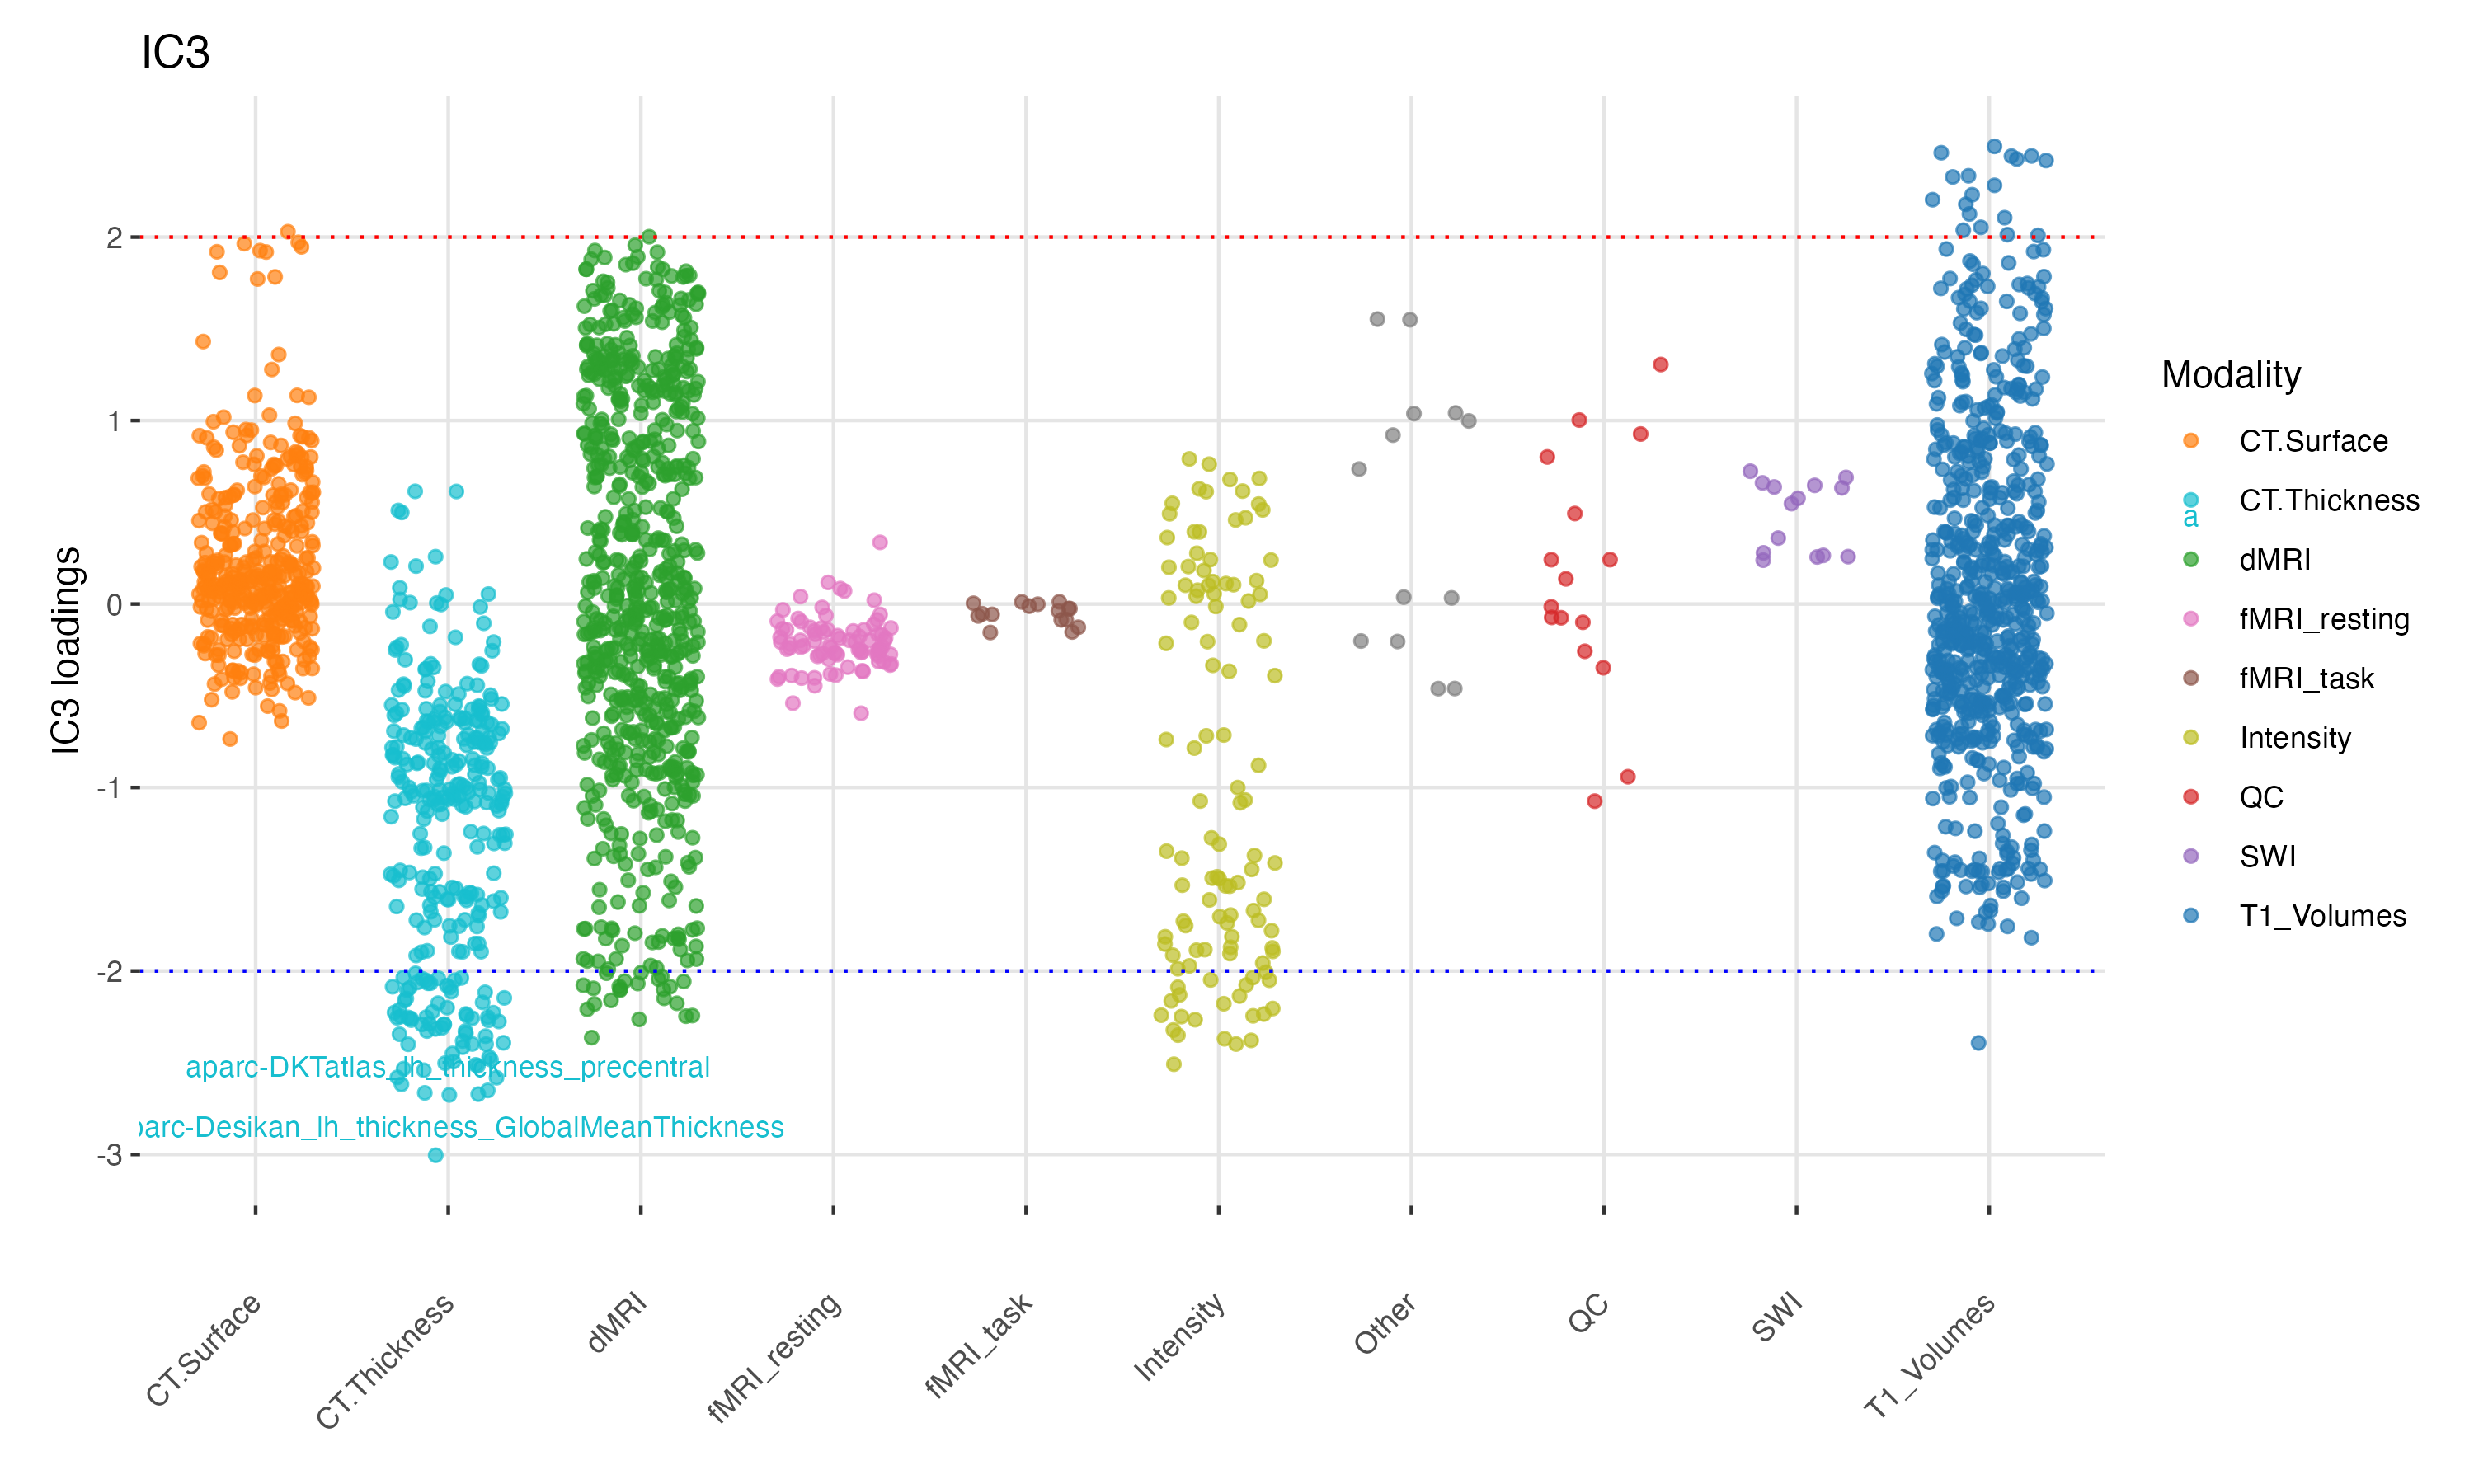 IC3
IC3 loadings
2
1
0
-1
-2
-3
aparc-DKTatlas_lh_thickness_precentral
parc-Desikan_lh_thickness_GlobalMeanThickness
CT.Surface
CT.Thickness
dMRI
fMRI_resting
fMRI_task
Intensity
Other
QC
SWI
T1_Volumes
Modality
CT.Surface
CT.Thickness
a
dMRI
fMRI_resting
fMRI_task
Intensity
QC
SWI
T1_Volumes